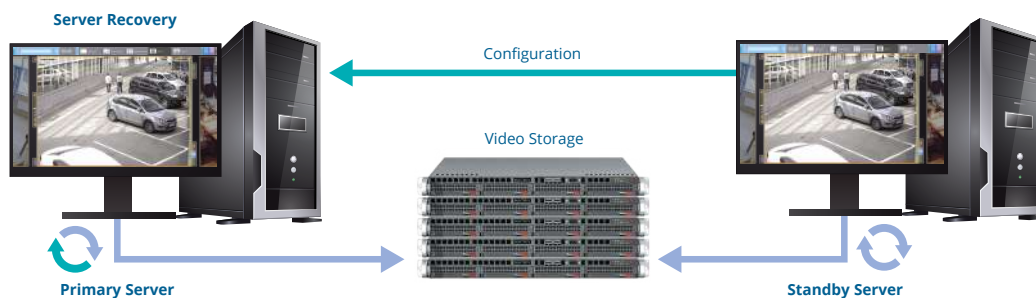 Server Recovery
Configuration
Video Storage
Primary Server
Standby Server